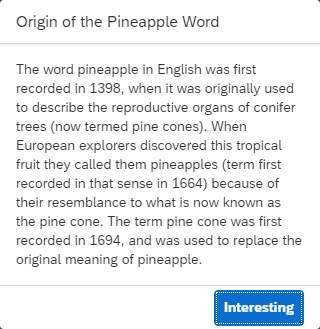 Origin of the Pineapple Word
The word pineapple in English was first
recorded in 1398, when it was originally used
to describe the reproductive organs of conifer
trees (now termed pine cones). When
European explorers discovered this tropical
fruit they called them pineapples (term first
recorded in that sense in 1664) because of
their resemblance to what is now known as
the pine cone. The term pine cone was first
recorded in 1694, and was used to replace the
original meaning of pineapple.
Interesting